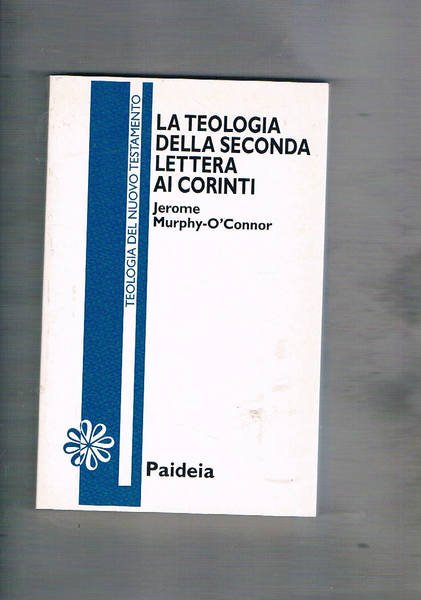 TEOLOGIA DEL NUOVO TESTAMENTO
LA TEOLOGIA
DELLA SECONDA
LETTERA
AI CORINTI
Jerome
Murphy-O'Connor
Paideia